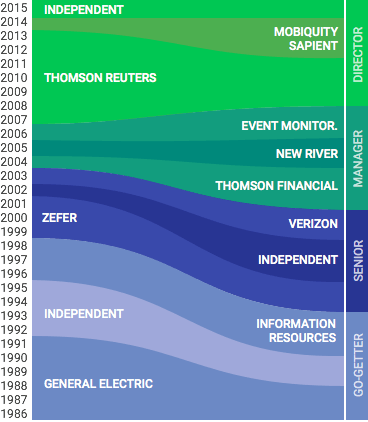 2015
2014
2013
2012
2011
2010
2009
2008
2007
2006
2005
2004
2003
2002
2001
2000
1999
1998
1997
1996
1995
1994
1993
1992
1991
1990
1989
1988
1987
1986
INDEPENDENT
MOBIQUITY
SAPIENT
THOMSON REUTERS
EVENT MONITOR.
NEW RIVER
THOMSON FINANCIAL
ZEFER
VERIZON
INDEPENDENT
INFORMATION
RESOURCES
INDEPENDENT
GENERAL ELECTRIC
DIRECTOR
MANAGER
SENIOR
GO-GETTER